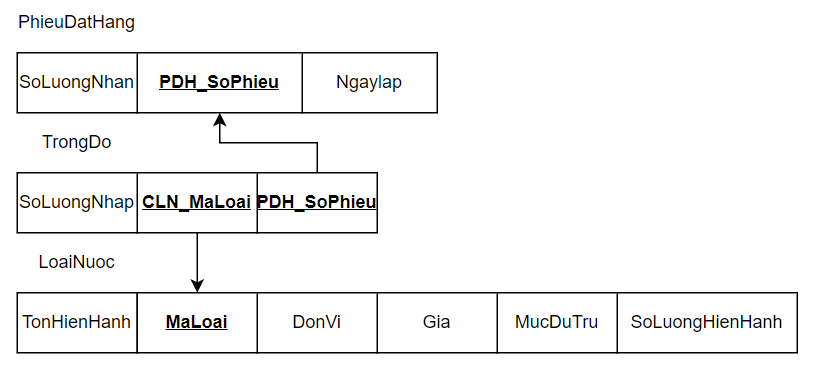 PhieuDatHang
SoLuongNhan PDH_SoPhieu Ngaylap
TrongDo
SoLuongNhap CLN_MaLoai PDH_SoPhieu
LoaiNuoc
TonHienHanh MaLoai DonVi Gia MucDuTru SoLuongHienHanh